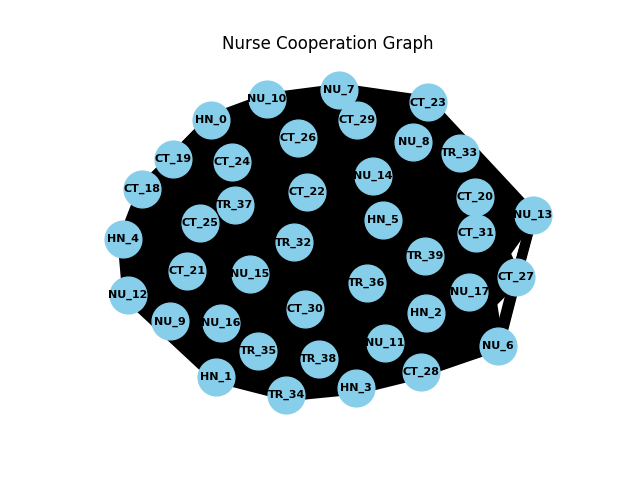 Nurse Cooperation Graph
NU_7
NU_10
CT_23
HN_0
CT_29
CT_26
NU_8
TR_33
CT_19
CT_24
NU_14
CT_18
CT_22
CT_20
TR_37
NU_13
HN_5
CT_25
CT_31
HN_4
TR_32
TR_39
CT_21
NU_15
CT_27
TR_36
NU_17
NU_12
CT_30
HN_2
NU_9
NU_16
NU_11
NU_6
TR_35
TR_38
CT_28
HN_1
HN_3
TR_34